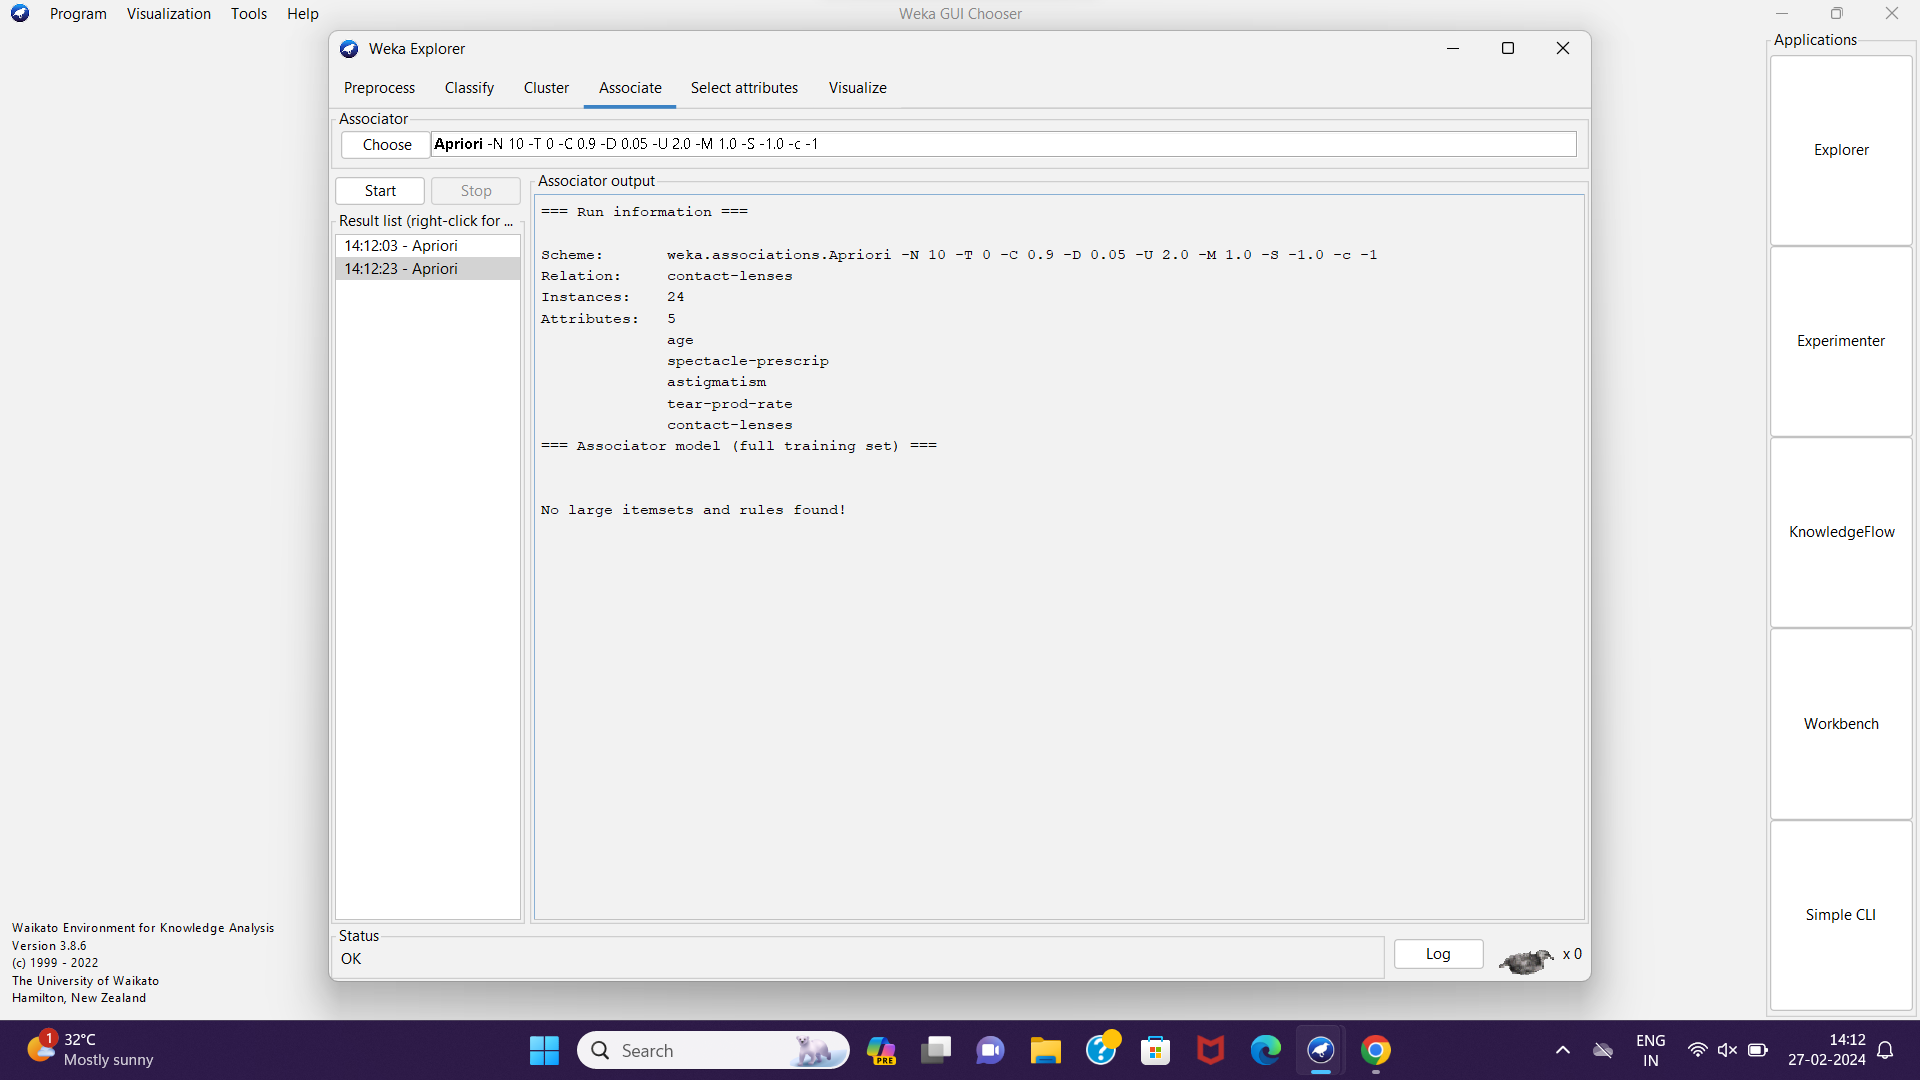 Program Visualization Tools Help
Weka GUI Chooser
Weka Explorer
Preprocess Classify Cluster Associate Select attributes Visualize
Associator
Choose Apriori -N 10 -T 0 -C 0.9 -D 0.05 -U 2.0 -M 1.0 -S -1.0 -c -1
Start Stop
Result list (right-click for ...
14:12:03 - Apriori
14:12:23 - Apriori
Associator output
=== Run information ===
Scheme: weka.associations.Apriori -N 10 -T 0 -C 0.9 -D 0.05 -U 2.0 -M 1.0 -S -1.0 -c -1
Relation: contact-lenses
Instances: 24
Attributes: 5
age
spectacle-prescrip
astigmatism
tear-prod-rate
contact-lenses
=== Associator model (full training set) ===
No large itemsets and rules found!
Status
OK
Log
x 0
Applications
Explorer
Experimenter
KnowledgeFlow
Workbench
Simple CLI
Waikato Environment for Knowledge Analysis
Version 3.8.6
(c) 1999 - 2022
The University of Waikato
Hamilton, New Zealand
1
32°C
Mostly sunny
Search
PRE
ENG
IN
14:12
27-02-2024